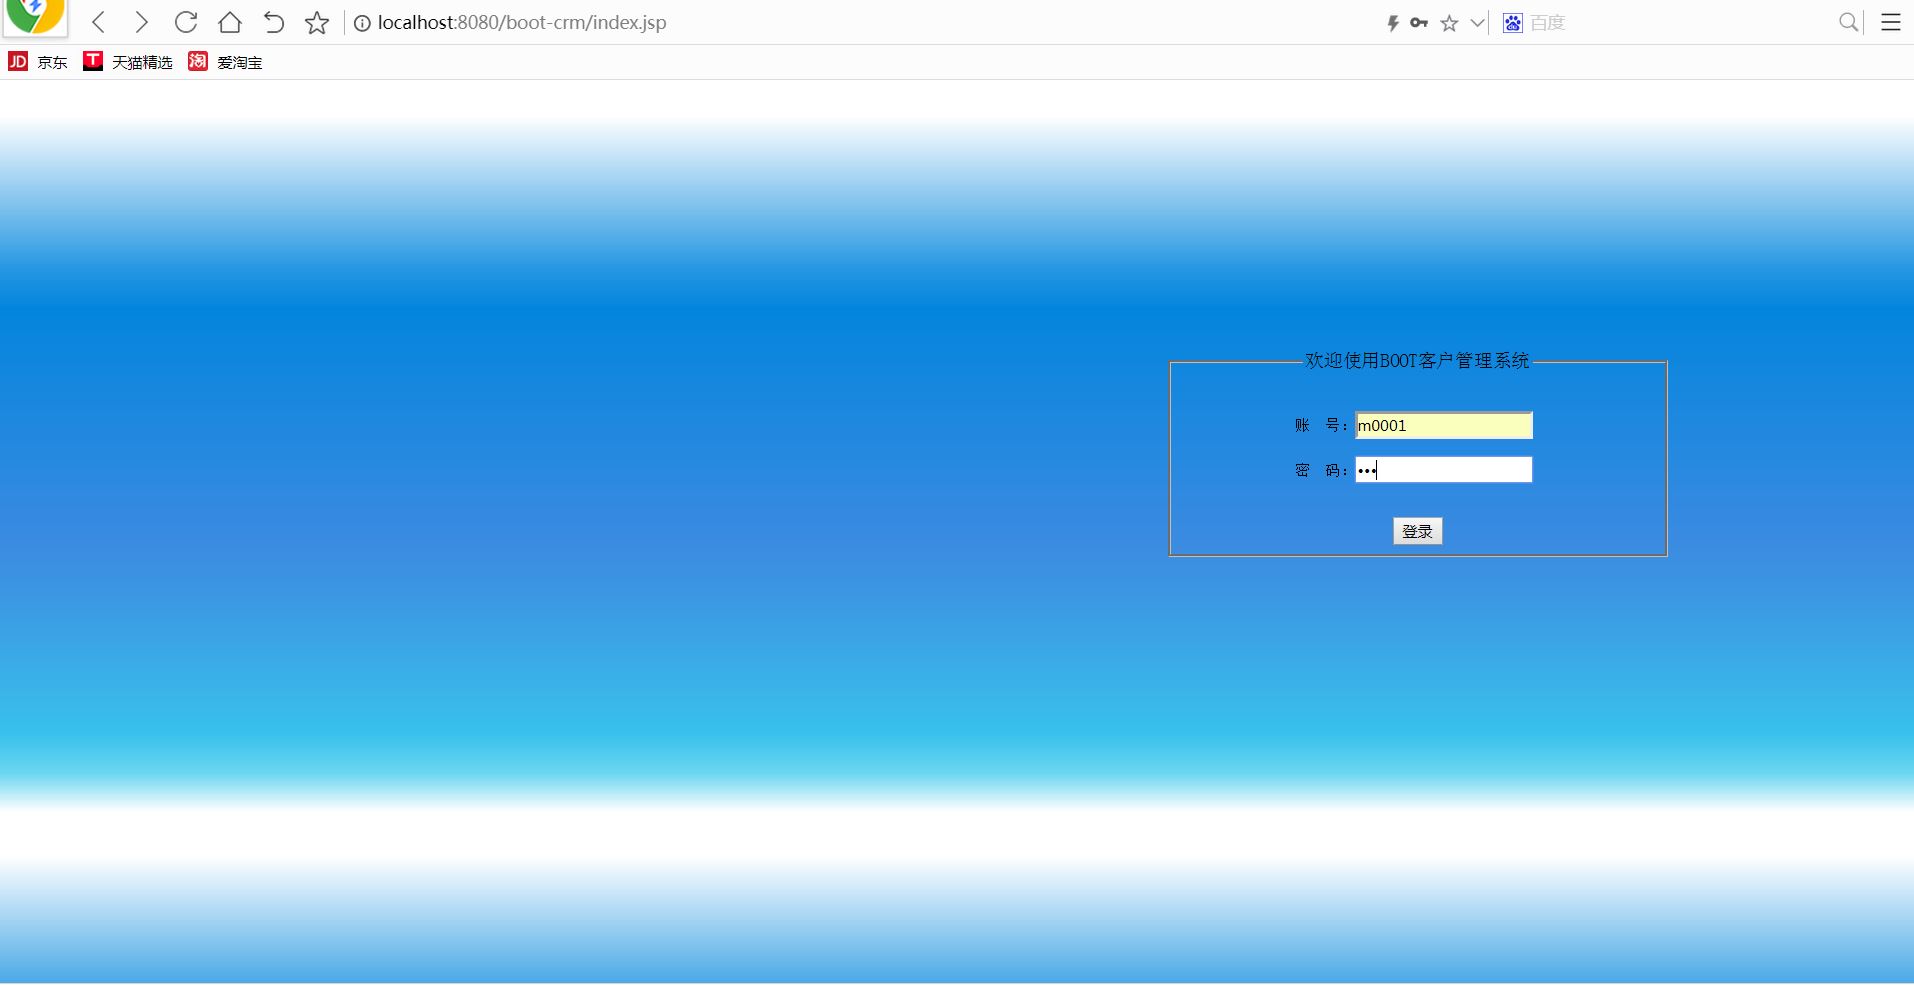 localhost:8080/boot-crm/index.jsp 百度
JD 京东 T 天猫精选 淘 爱淘宝
欢迎使用BOOT客户管理系统
账 号：m0001
密 码：•••
登录